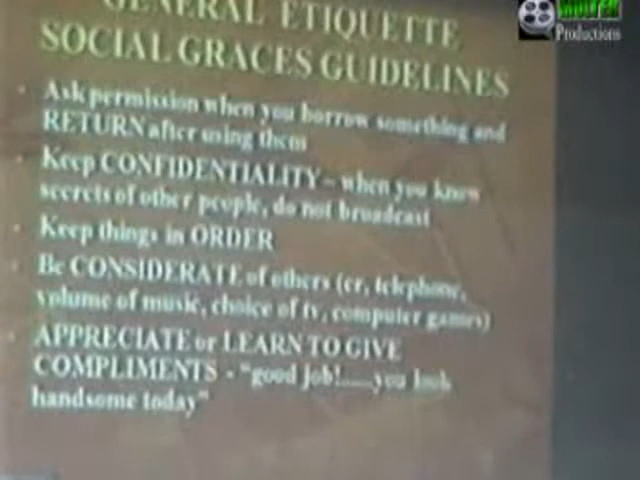 GENERAL ETIQUETTE
SOCIAL GRACES GUIDELINES
Ask permission when you borrow something and
RETURN after using them
Keep CONFIDENTIALITY – when you know
secrets of other people, do not broadcast
Keep things in ORDER
Be CONSIDERATE of others (cr, telephone,
volume of music, choice of tv, computer games)
APPRECIATE or LEARN TO GIVE
COMPLIMENTS - "good job!.....you look
handsome today"
Productions